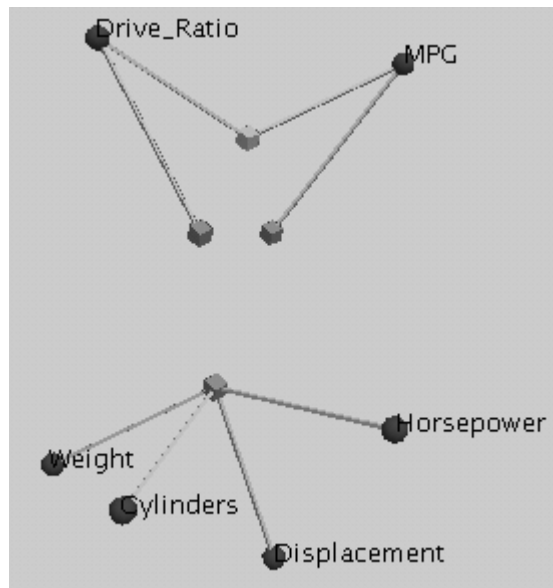 Drive_Ratio
MPG
Horsepower
Weight
Cylinders
Displacement